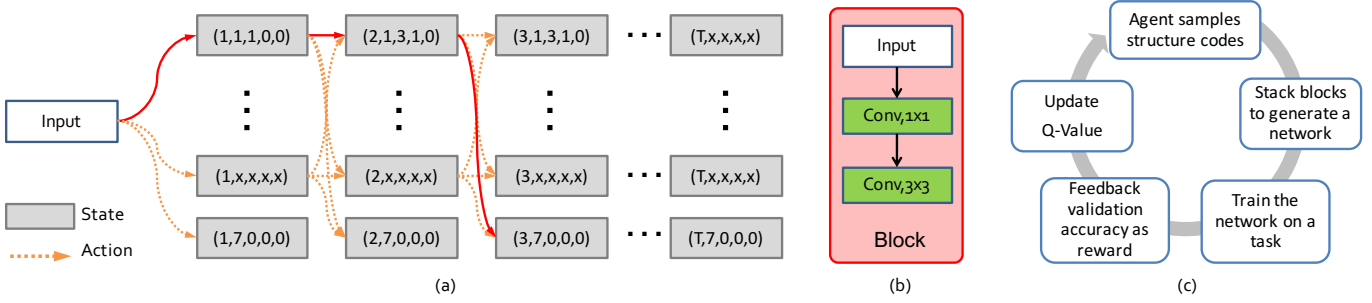 (1,1,1,0,0)
(2,1,3,1,0)
(3,1,3,1,0)
...
(T,x,x,x,x)
Input
(1,x,x,x,x)
(2,x,x,x,x)
(3,x,x,x,x)
...
(T,x,x,x,x)
(1,7,0,0,0)
(2,7,0,0,0)
(3,7,0,0,0)
...
(T,7,0,0,0)
State
Action
(a)
Input
Conv,1x1
Conv,3x3
Block
(b)
Agent samples
structure codes
Stack blocks
to generate a
network
Train the
network on a
task
Feedback
validation
accuracy as
reward
Update
Q-Value
(c)